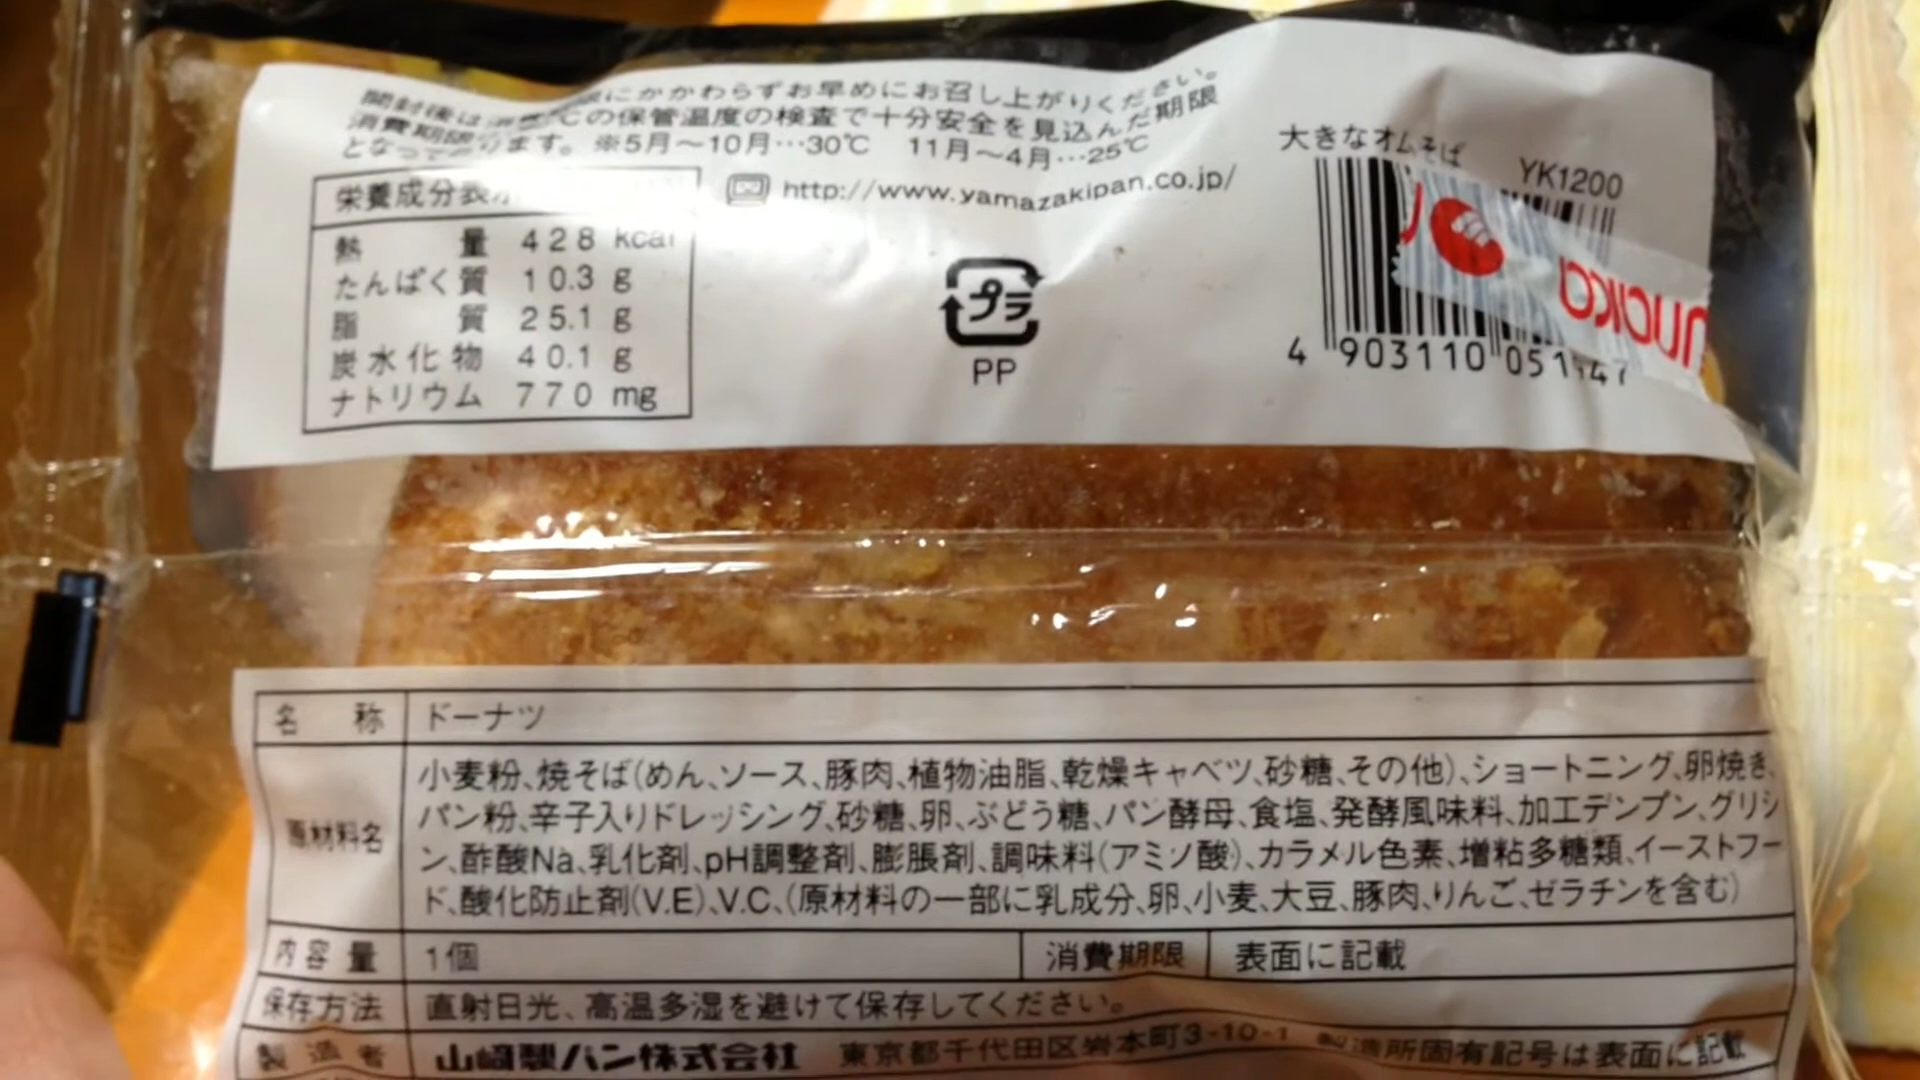 開封後は消費期限にかかわらずお早めにお召し上がりください。
消費期限 ℃の保管温度の検査で十分安全を見込んだ期限
となっております。※5月〜10月…30℃ 11月〜4月…25℃
栄養成分表示
熱量 428 kcal
たんぱく質 10.3 g
脂質 25.1 g
炭水化物 40.1 g
ナトリウム 770 mg
http://www.yamazakipan.co.jp/
プラ
PP
大きなオムそば
YK1200
4 903110 051 47
名称 ドーナツ
原材料名 小麦粉、焼そば(めん、ソース、豚肉、植物油脂、乾燥キャベツ、砂糖、その他)、ショートニング、卵焼き、
パン粉、辛子入りドレッシング、砂糖、卵、ぶどう糖、パン酵母、食塩、発酵風味料、加工デンプン、グリシ
ン、酢酸Na、乳化剤、pH調整剤、膨脹剤、調味料(アミノ酸)、カラメル色素、増粘多糖類、イーストフー
ド、酸化防止剤(V.E)、V.C、(原材料の一部に乳成分、卵、小麦、大豆、豚肉、りんご、ゼラチンを含む)
内容量 1個 消費期限 表面に記載
保存方法 直射日光、高温多湿を避けて保存してください。
製造者 山崎製パン株式会社 東京都千代田区岩本町3-10-1 製造所固有記号は表面に記載